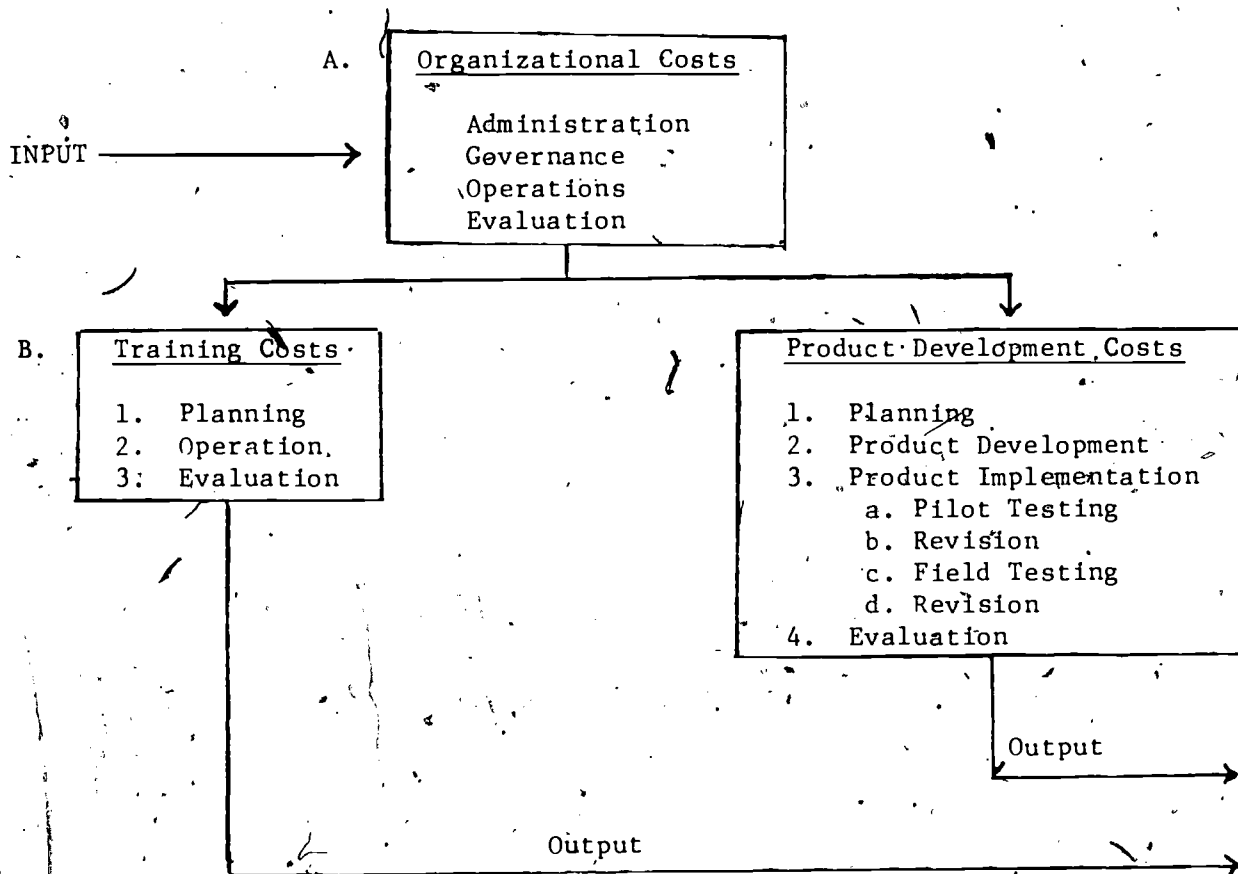 A. Organizational Costs
Administration
INPUT
Governance
Operations
Evaluation
B. Training Costs
1. Planning
2. Operation
3. Evaluation
Product Development Costs
1. Planning
2. Product Development
3. Product Implementation
a. Pilot Testing
b. Revision
c. Field Testing
d. Revision
4. Evaluation
Output
Output